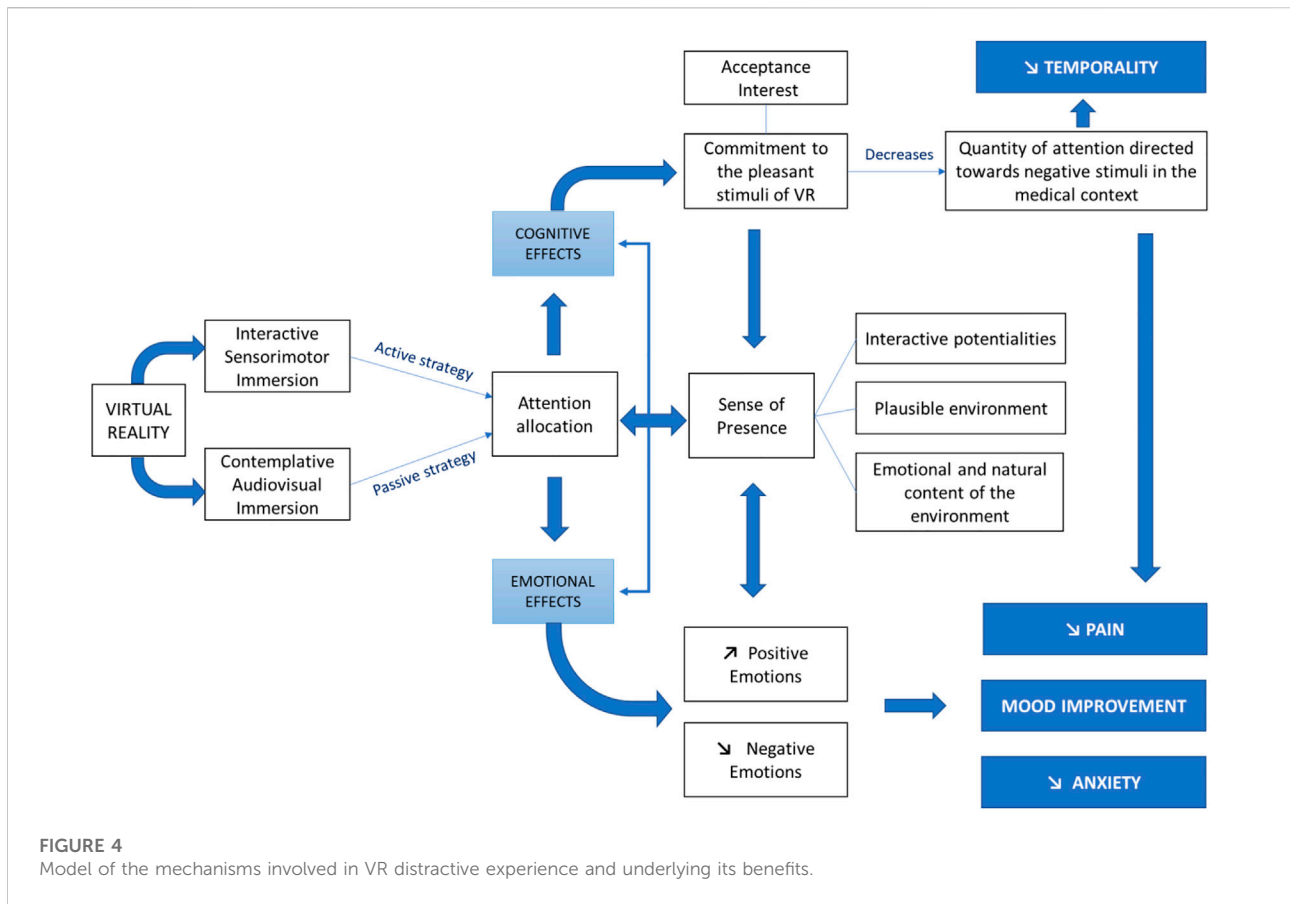 Acceptance
Interest
↘ TEMPORALITY
Commitment to
the pleasant
stimuli of VR
Decreases
Quantity of attention directed
towards negative stimuli in the
medical context
COGNITIVE
EFFECTS
Interactive
Sensorimotor
Immersion
Active strategy
VIRTUAL
REALITY
Contemplative
Audiovisual
Immersion
Passive strategy
Attention
allocation
Sense of
Presence
Interactive potentialities
Plausible environment
Emotional and natural
content of the
environment
EMOTIONAL
EFFECTS
↗ Positive
Emotions
↘ Negative
Emotions
↘ PAIN
MOOD IMPROVEMENT
↘ ANXIETY
FIGURE 4
Model of the mechanisms involved in VR distractive experience and underlying its benefits.